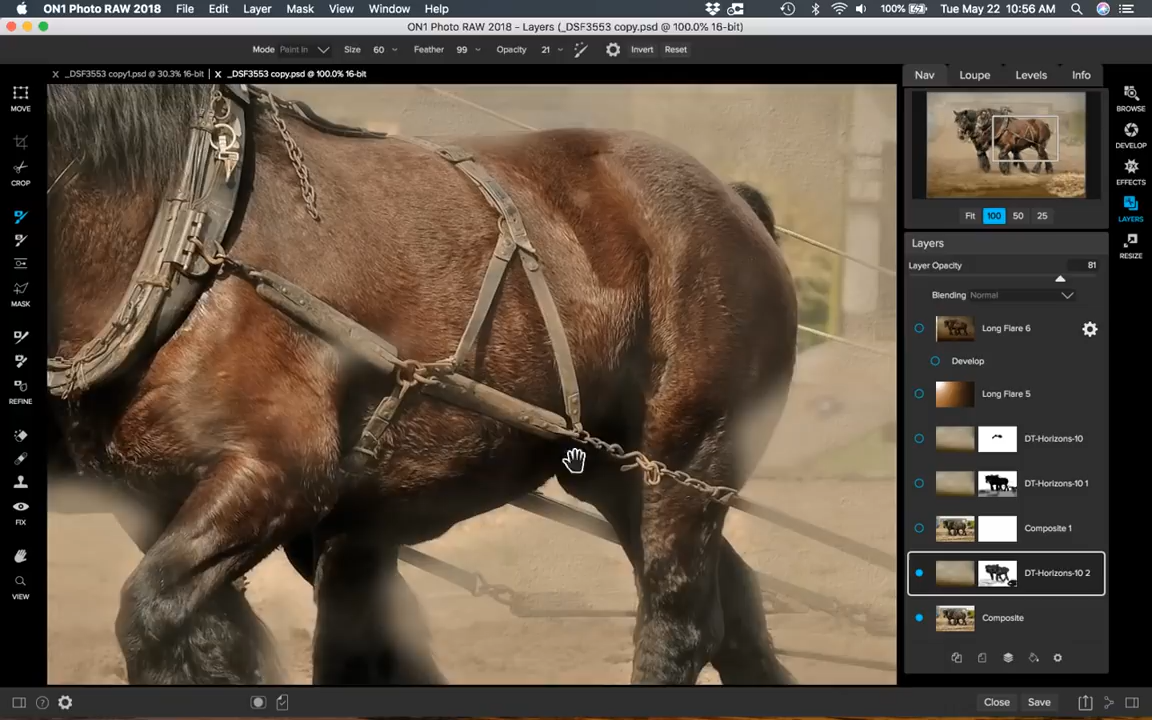 ON1 Photo RAW 2018 File Edit Layer Mask View Window Help 100% Tue May 22 10:56 AM
ON1 Photo RAW 2018 - Layers (_DSF3553 copy.psd @ 100.0% 16-bit)
Mode Paint In Size 60 Feather 99 Opacity 21 Invert Reset
X _DSF3553 copy1.psd @ 30.3% 16-bit X _DSF3553 copy.psd @ 100.0% 16-bit
Nav Loupe Levels Info
MOVE
CROP
MASK
REFINE
FIX
VIEW
Fit 100 50 25
Layers
Layer Opacity 81
Blending Normal
Long Flare 6
Develop
Long Flare 5
DT-Horizons-10
DT-Horizons-10 1
Composite 1
DT-Horizons-10 2
Composite
BROWSE
DEVELOP
EFFECTS
LAYERS
RESIZE
? Close Save